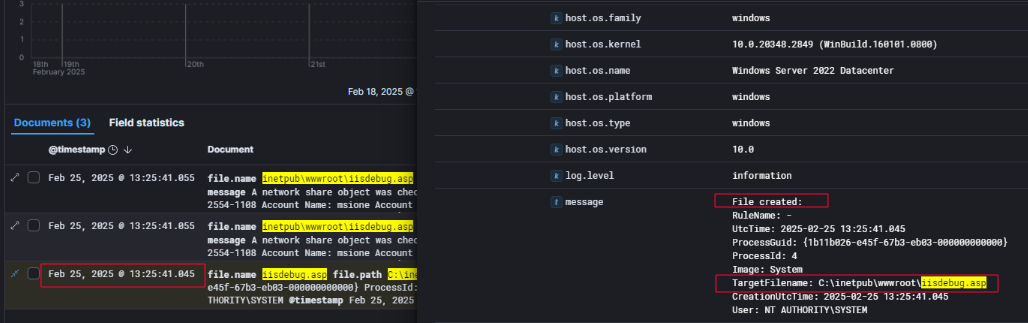 3
2
1
0
18th 19th 20th 21st
February 2025
Feb 18, 2025 @
Documents (3) Field statistics
@timestamp Document
Feb 25, 2025 @ 13:25:41.055 file.name inetpub\wwwroot\iisdebug.asp
message A network share object was chec
2554-1108 Account Name: msione Account
Feb 25, 2025 @ 13:25:41.055 file.name inetpub\wwwroot\iisdebug.asp
message A network share object was chec
2554-1108 Account Name: msione Account
Feb 25, 2025 @ 13:25:41.045 file.name iisdebug.asp file.path C:\inet
e45f-67b3-eb03-000000000000} ProcessId:
THORITY\SYSTEM @timestamp Feb 25, 2025
k host.os.family windows
k host.os.kernel 10.0.20348.2849 (WinBuild.160101.0800)
k host.os.name Windows Server 2022 Datacenter
k host.os.platform windows
k host.os.type windows
k host.os.version 10.0
k log.level information
k message File created:
RuleName: -
UtcTime: 2025-02-25 13:25:41.045
ProcessGuid: {1b11b026-e45f-67b3-eb03-000000000000}
ProcessId: 4
Image: System
TargetFilename: C:\inetpub\wwwroot\iisdebug.asp
CreationUtcTime: 2025-02-25 13:25:41.045
User: NT AUTHORITY\SYSTEM